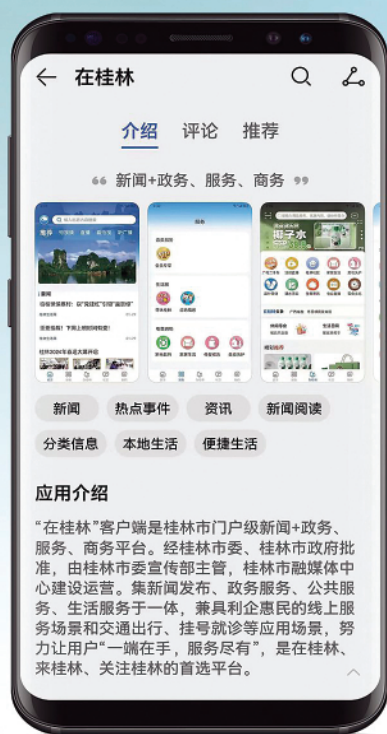 在桂林
介绍 评论 推荐
新闻+政务、服务、商务
推荐
椰子水
新闻 热点事件 资讯 新闻阅读
分类信息 本地生活 便捷生活
应用介绍
“在桂林”客户端是桂林市门户级新闻+政务、
服务、商务平台。经桂林市委、桂林市政府批
准，由桂林市委宣传部主管，桂林市融媒体中
心建设运营。集新闻发布、政务服务、公共服
务、生活服务于一体，兼具利企惠民的线上服
务场景和交通出行、挂号就诊等应用场景，努
力让用户“一端在手，服务尽有”，是在桂林、
来桂林、关注桂林的首选平台。